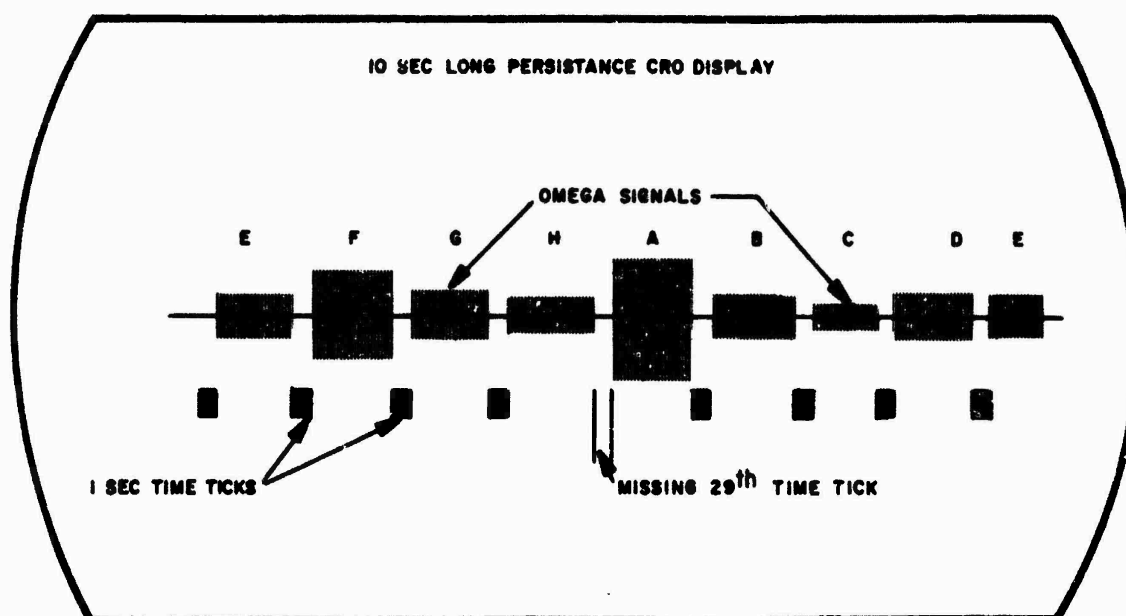 10 SEC LONG PERSISTANCE CRO DISPLAY
OMEGA SIGNALS
E F G H A B C D E
1 SEC TIME TICKS
MISSING 29th TIME TICK